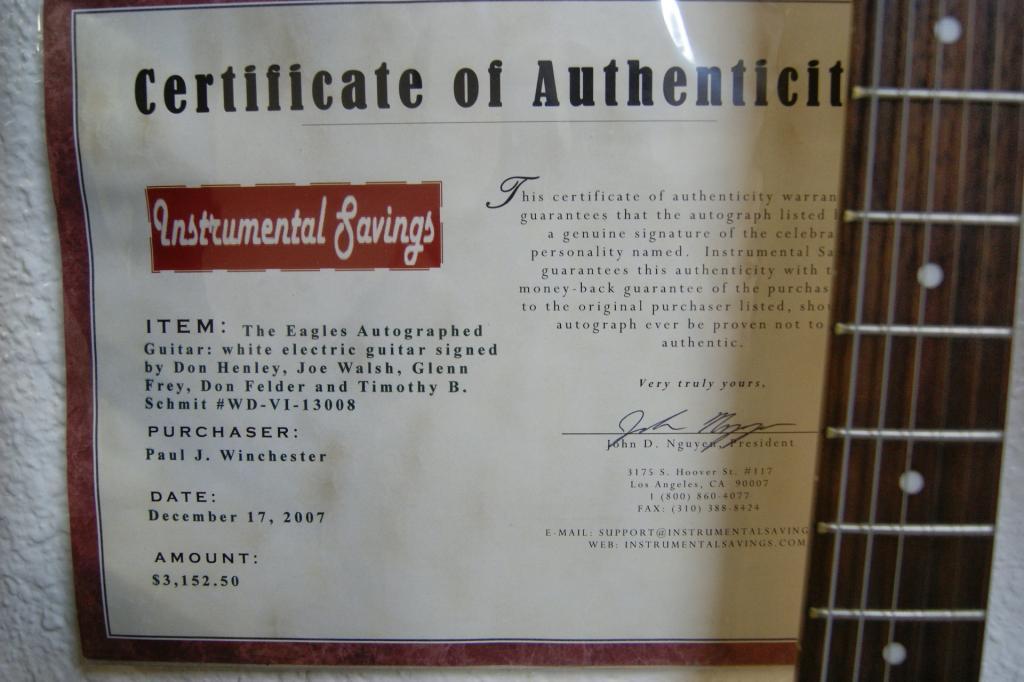 Certificate of Authenticit
Instrumental Savings
ITEM: The Eagles Autographed
Guitar: white electric guitar signed
by Don Henley, Joe Walsh, Glenn
Frey, Don Felder and Timothy B.
Schmit #WD-VI-13008
PURCHASER:
Paul J. Winchester
DATE:
December 17, 2007
AMOUNT:
$3,152.50
This certificate of authenticity warran
guarantees that the autograph listed
a genuine signature of the celebra
personality named. Instrumental Sa
guarantees this authenticity with t
money-back guarantee of the purchas
to the original purchaser listed, shou
autograph ever be proven not to
authentic.
Very truly yours,
John D. Nguyen, President
3175 S. Hoover St. #117
Los Angeles, CA 90007
1 (800) 860-4077
FAX: (310) 388-8424
E-MAIL: SUPPORT@INSTRUMENTALSAVING
WEB: INSTRUMENTALSAVINGS.COM